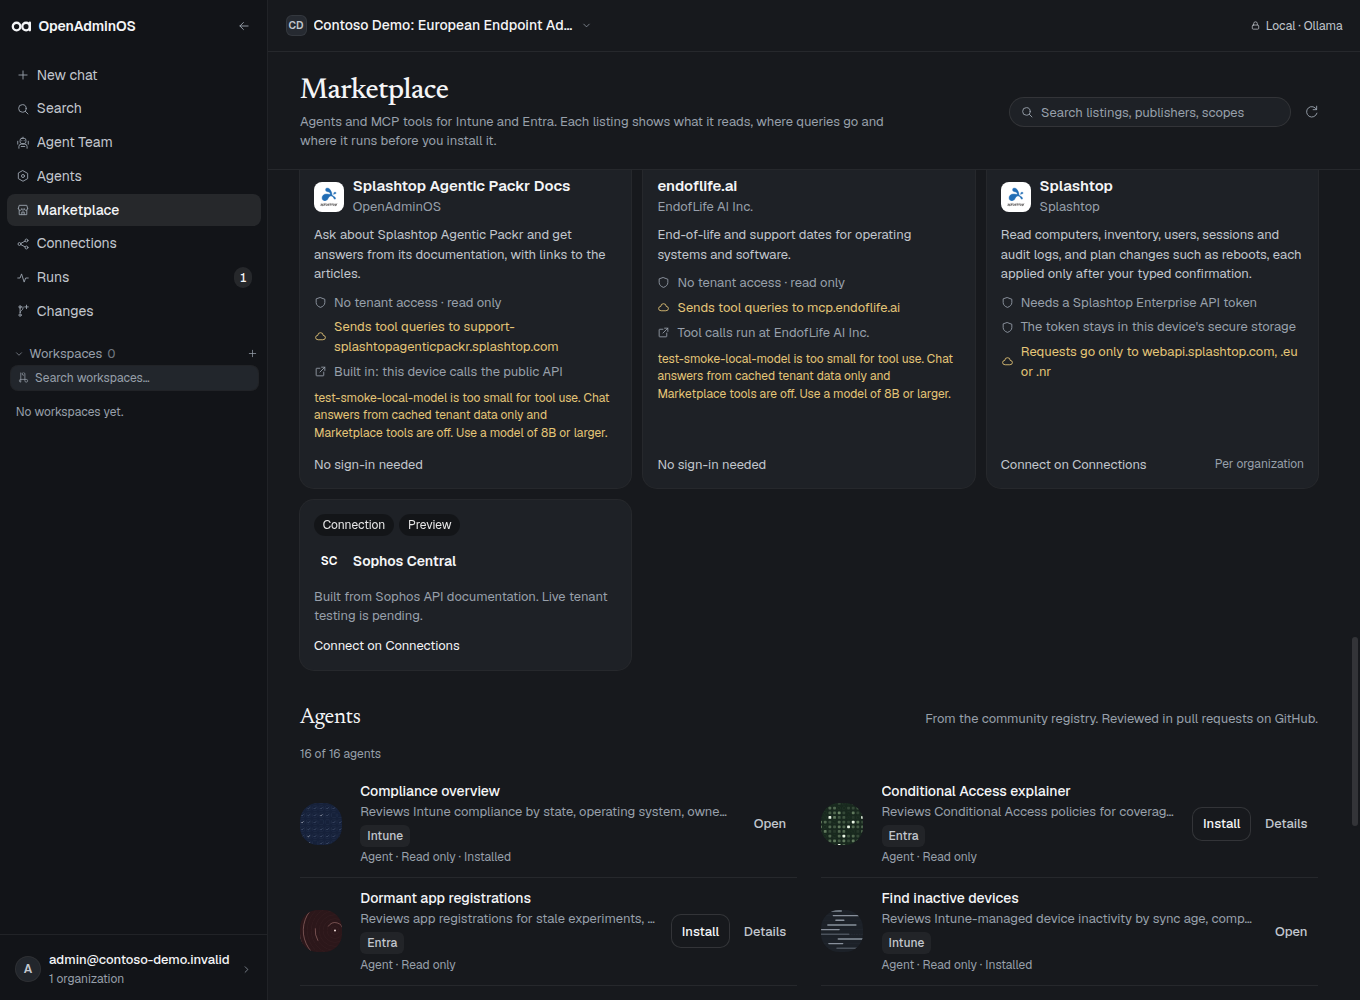 OpenAdminOS
New chat
Search
Agent Team
Agents
Marketplace
Connections
Runs
1
Changes
Workspaces 0
Search workspaces...
No workspaces yet.
A
admin@contoso-demo.invalid
1 organization
CD
Contoso Demo: European Endpoint Ad...
Local · Ollama
Marketplace
Agents and MCP tools for Intune and Entra. Each listing shows what it reads, where queries go and
where it runs before you install it.
Search listings, publishers, scopes
Splashtop Agentic Packr Docs
OpenAdminOS
Ask about Splashtop Agentic Packr and get
answers from its documentation, with links to the
articles.
No tenant access · read only
Sends tool queries to support-
splashtopagenticpackr.splashtop.com
Built in: this device calls the public API
test-smoke-local-model is too small for tool use. Chat
answers from cached tenant data only and
Marketplace tools are off. Use a model of 8B or larger.
No sign-in needed
endoflife.ai
EndofLife AI Inc.
End-of-life and support dates for operating
systems and software.
No tenant access · read only
Sends tool queries to mcp.endoflife.ai
Tool calls run at EndofLife AI Inc.
test-smoke-local-model is too small for tool use. Chat
answers from cached tenant data only and
Marketplace tools are off. Use a model of 8B or larger.
No sign-in needed
Splashtop
Splashtop
Read computers, inventory, users, sessions and
audit logs, and plan changes such as reboots, each
applied only after your typed confirmation.
Needs a Splashtop Enterprise API token
The token stays in this device's secure storage
Requests go only to webapi.splashtop.com, .eu
or .nr
Connect on Connections
Per organization
Connection
Preview
SC
Sophos Central
Built from Sophos API documentation. Live tenant
testing is pending.
Connect on Connections
Agents
From the community registry. Reviewed in pull requests on GitHub.
16 of 16 agents
Compliance overview
Reviews Intune compliance by state, operating system, owne...
Intune
Agent · Read only · Installed
Open
Conditional Access explainer
Reviews Conditional Access policies for coverag...
Entra
Agent · Read only
Install
Details
Dormant app registrations
Reviews app registrations for stale experiments, ...
Entra
Agent · Read only
Install
Details
Find inactive devices
Reviews Intune-managed device inactivity by sync age, comp...
Intune
Agent · Read only · Installed
Open